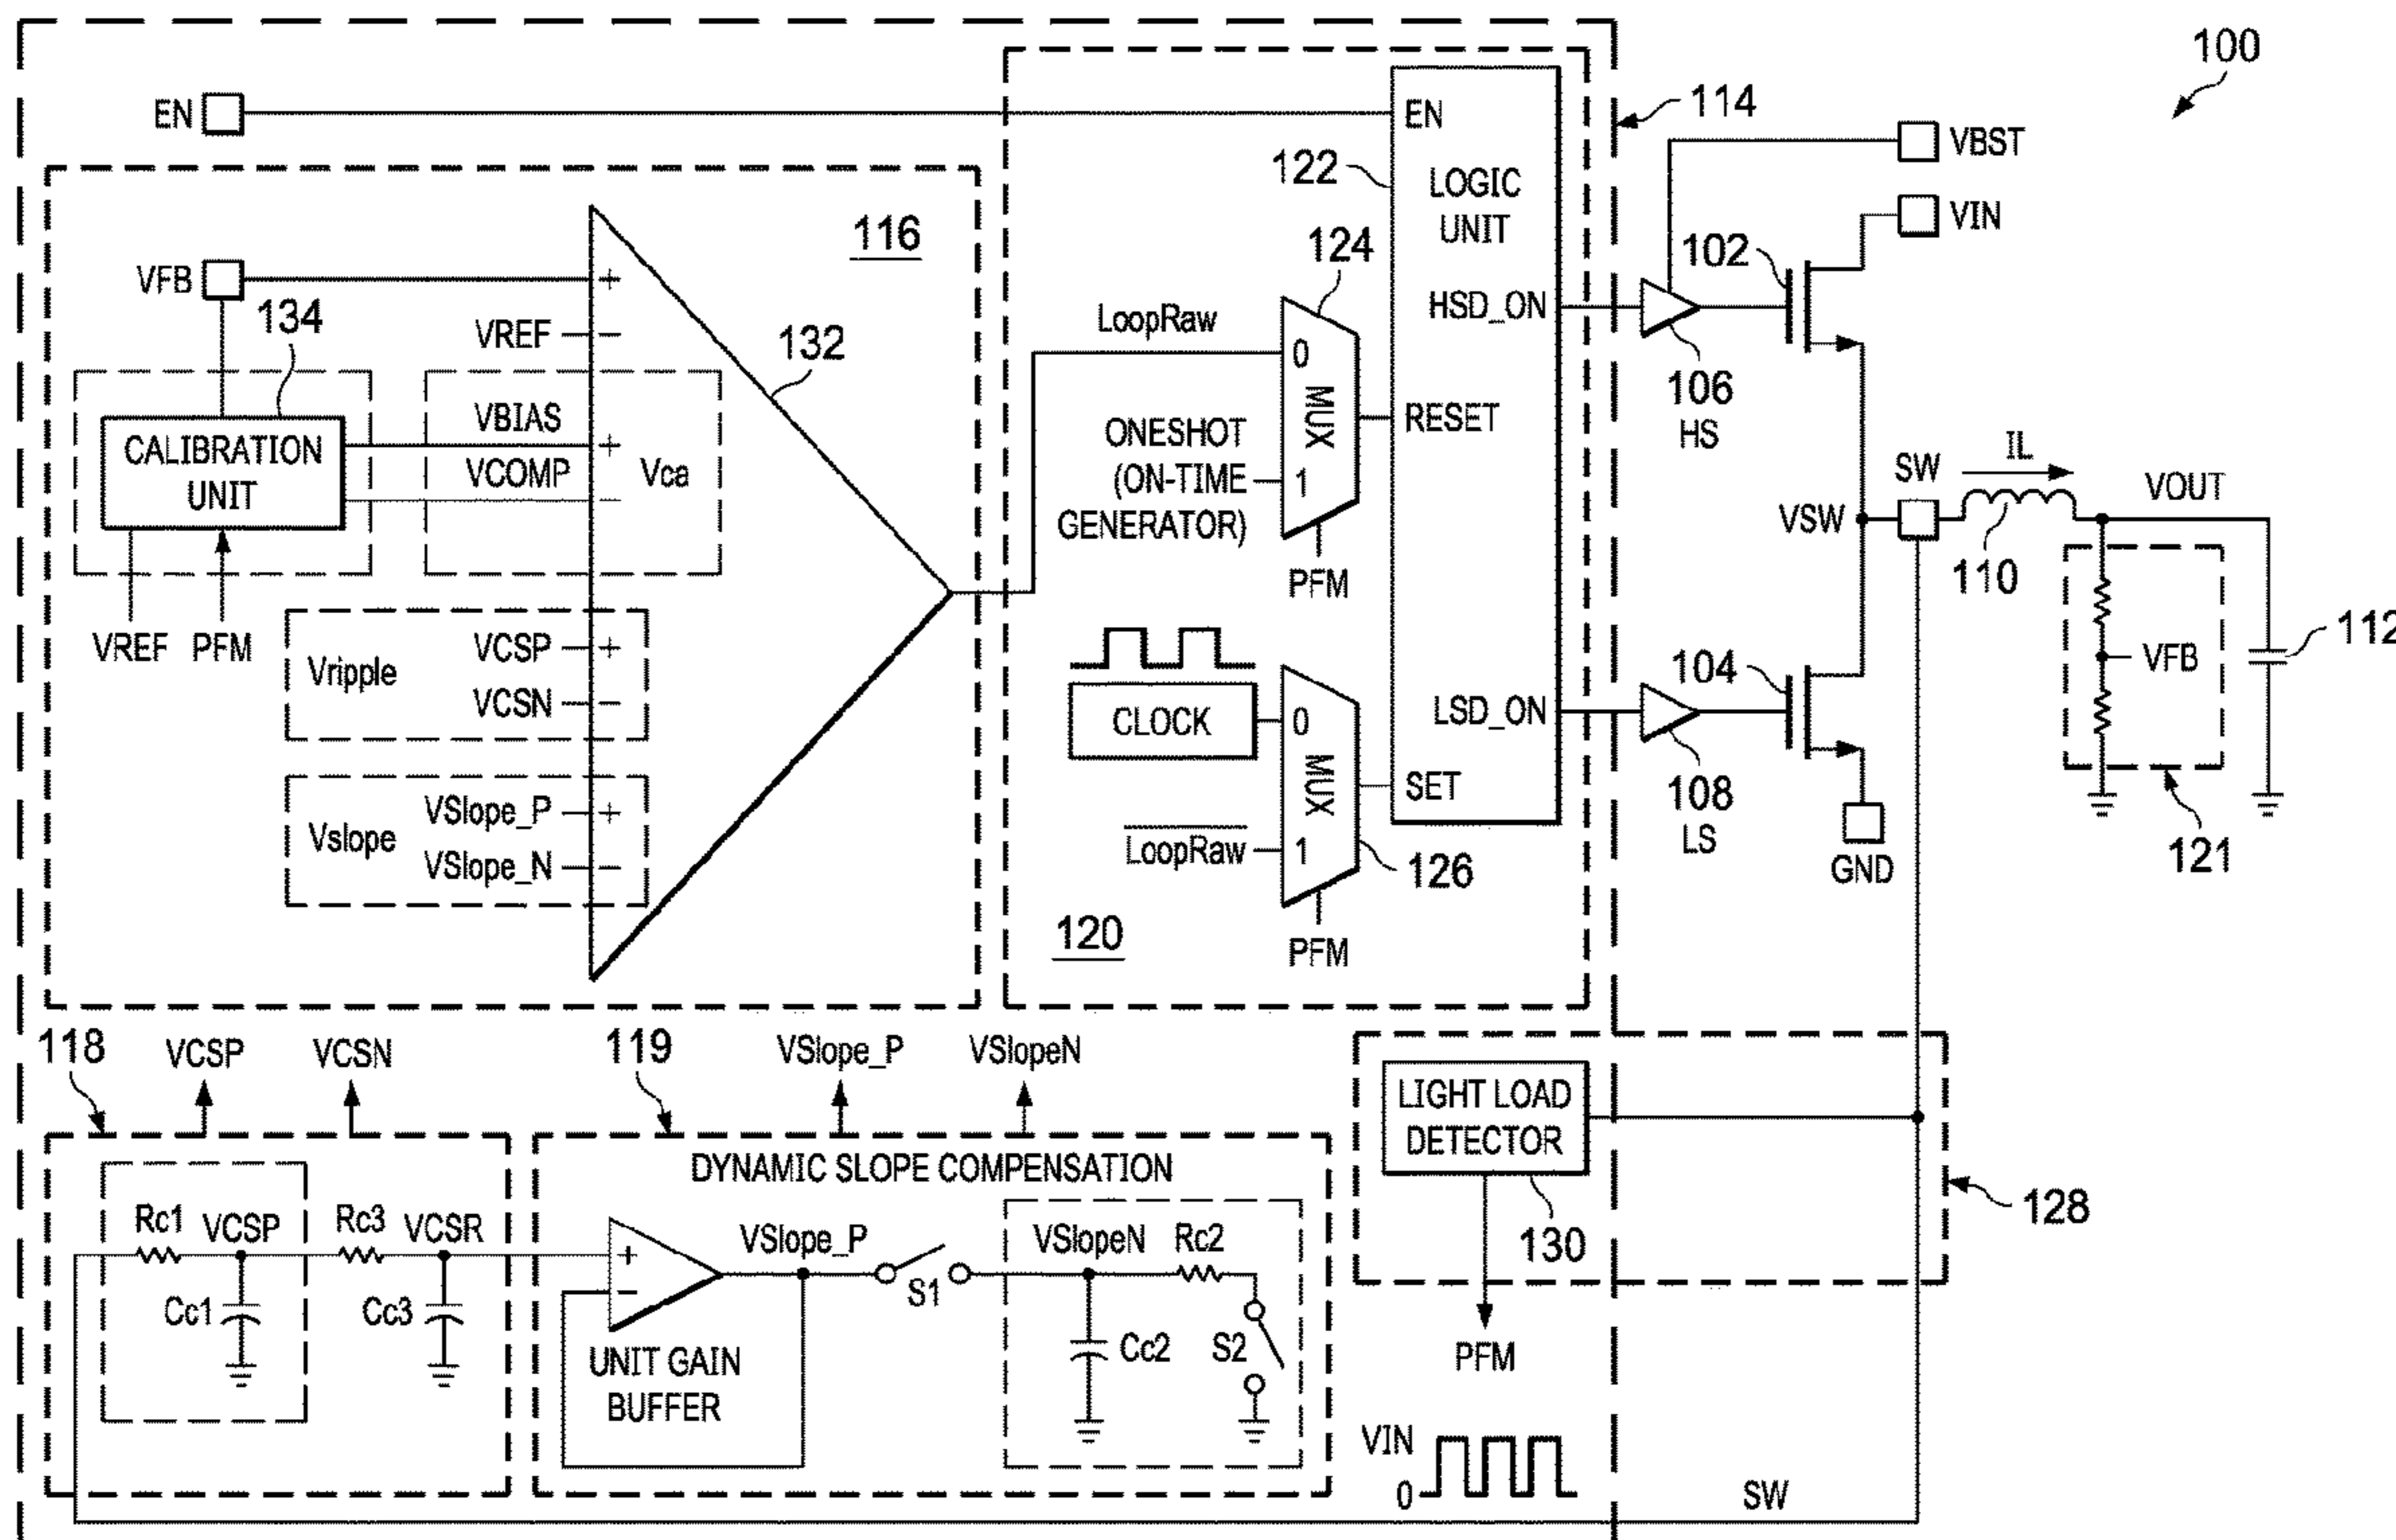 100
EN
EN
114
VBST
122
LOGIC
UNIT
VIN
116
124
102
VFB
134
VREF
132
LoopRaw
HSD_ON
0
MUX
106
HS
VBIAS
ONESHOT
(ON-TIME
GENERATOR)
1
RESET
CALIBRATION
UNIT
VCOMP
Vca
SW
IL
VOUT
VSW
110
PFM
VREF
PFM
VCSP
Vripple
VCSN
VFB
112
104
CLOCK
0
MUX
LSD_ON
VSlope_P
Vslope
VSlope_N
SET
108
LS
LoopRaw
1
126
GND
121
120
PFM
118
VCSP
VCSN
119
VSlope_P
VSlopeN
LIGHT LOAD
DETECTOR
DYNAMIC SLOPE COMPENSATION
128
Rc1
VCSP
Rc3
VCSR
VSlope_P
VSlopeN
Rc2
130
+
S1
Cc1
Cc3
−
Cc2
S2
PFM
UNIT GAIN
BUFFER
VIN
0
SW